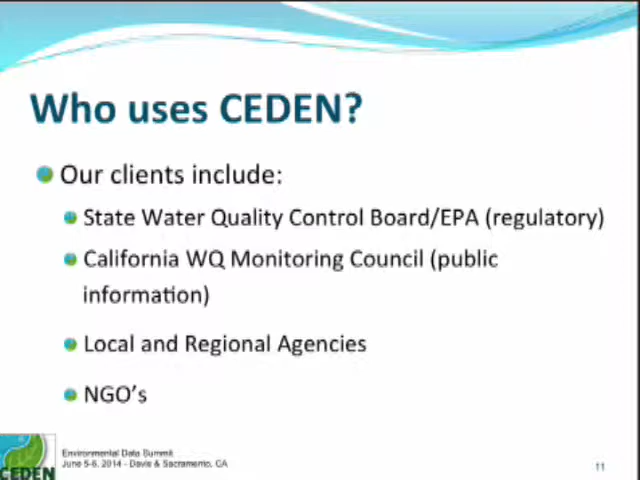 Who uses CEDEN?
Our clients include:
State Water Quality Control Board/EPA (regulatory)
California WQ Monitoring Council (public
information)
Local and Regional Agencies
NGO's
CEDEN
Environmental Data Summit
June 5-6, 2014 - Davis & Sacramento, CA
11